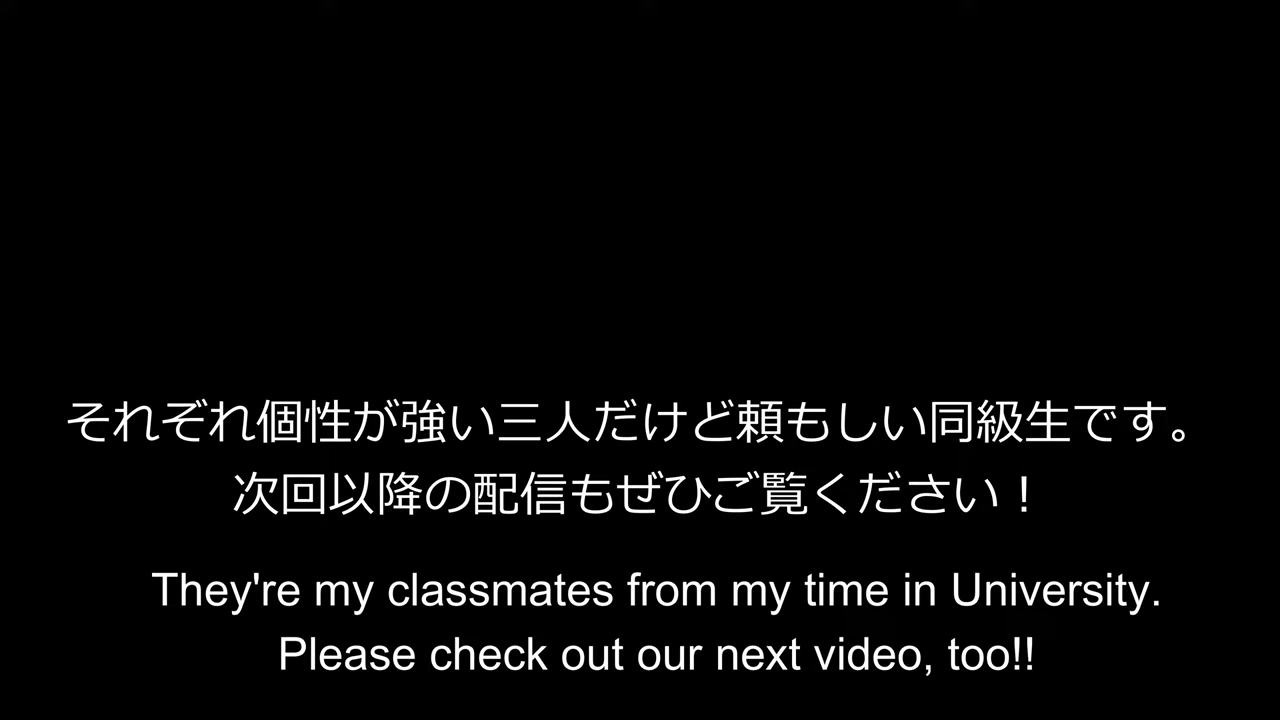 それぞれ個性が強い三人だけど頼もしい同級生です。
次回以降の配信もぜひご覧ください！
They're my classmates from my time in University.
Please check out our next video, too!!